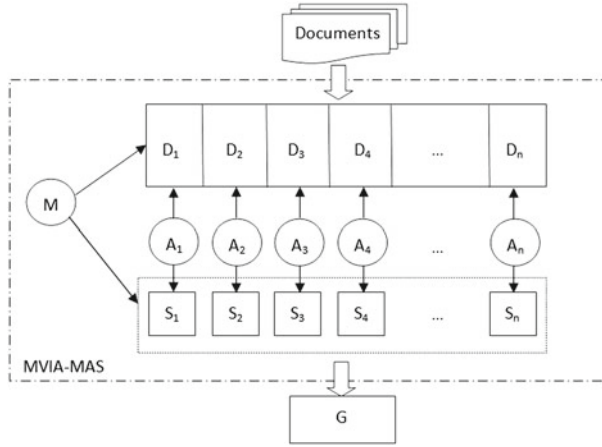 Documents
D₁ D₂ D₃ D₄ ... Dₙ
M
A₁ A₂ A₃ A₄ ... Aₙ
S₁ S₂ S₃ S₄ ... Sₙ
MVIA-MAS
G